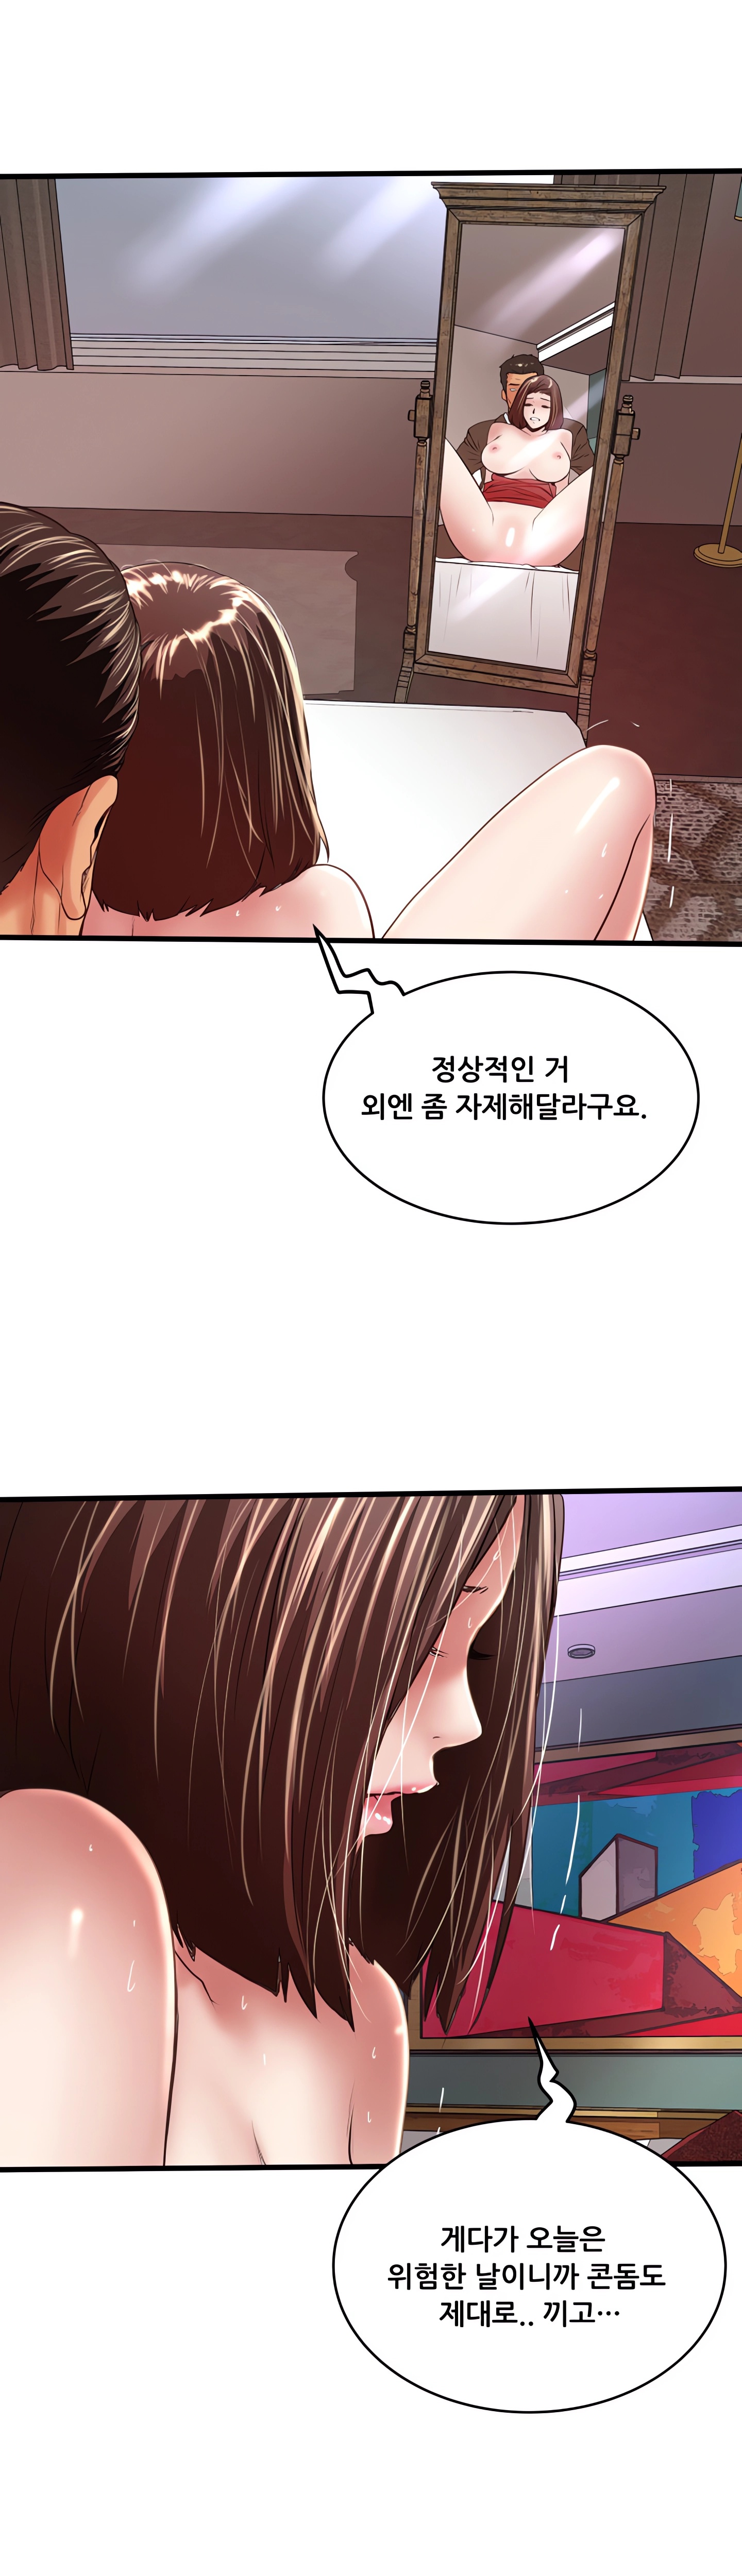 정상적인 거
외엔 좀 자제해달라구요.
게다가 오늘은
위험한 날이니까 콘돔도
제대로.. 끼고…